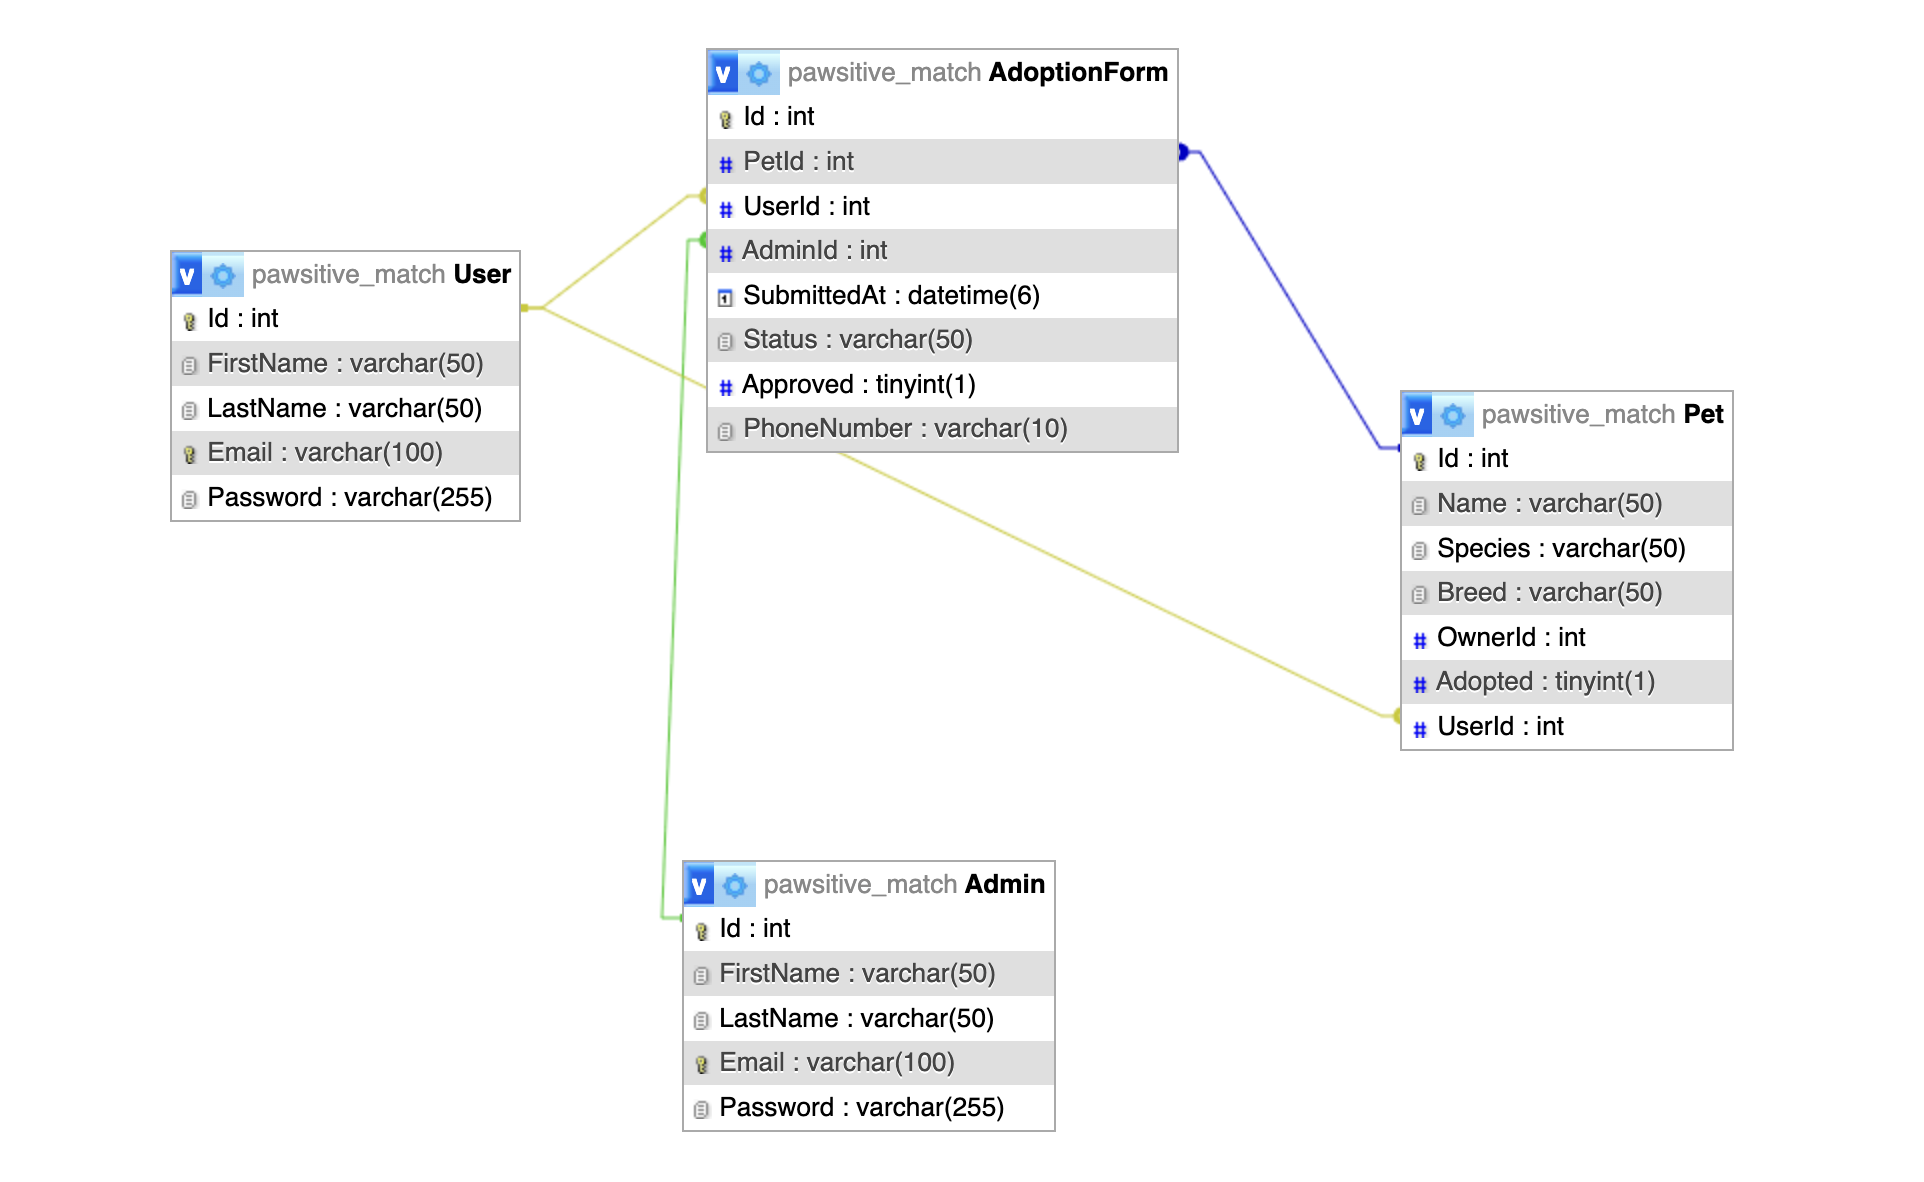 v pawsitive_match AdoptionForm
Id : int
# PetId : int
# UserId : int
# AdminId : int
SubmittedAt : datetime(6)
Status : varchar(50)
# Approved : tinyint(1)
PhoneNumber : varchar(10)
v pawsitive_match User
Id : int
FirstName : varchar(50)
LastName : varchar(50)
Email : varchar(100)
Password : varchar(255)
v pawsitive_match Pet
Id : int
Name : varchar(50)
Species : varchar(50)
Breed : varchar(50)
# OwnerId : int
# Adopted : tinyint(1)
# UserId : int
v pawsitive_match Admin
Id : int
FirstName : varchar(50)
LastName : varchar(50)
Email : varchar(100)
Password : varchar(255)